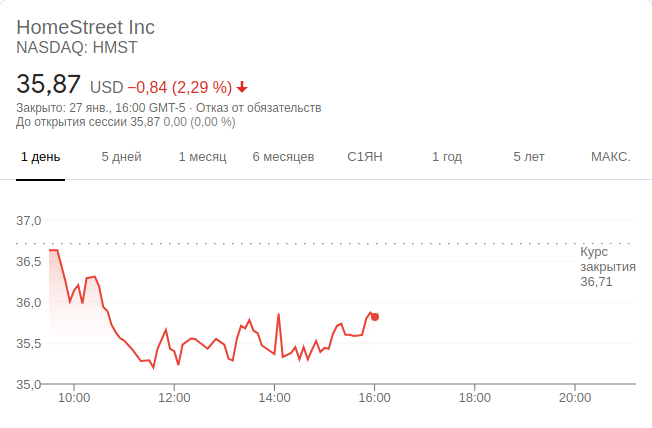 HomeStreet Inc
NASDAQ: HMST
35,87 USD −0,84 (2,29 %)
Закрыто: 27 янв., 16:00 GMT-5 · Отказ от обязательств
До открытия сессии 35,87 0,00 (0,00 %)
1 день 5 дней 1 месяц 6 месяцев С1ЯН 1 год 5 лет МАКС.
37,0
Курс
закрытия
36,71
36,5
36,0
35,5
35,0
10:00 12:00 14:00 16:00 18:00 20:00